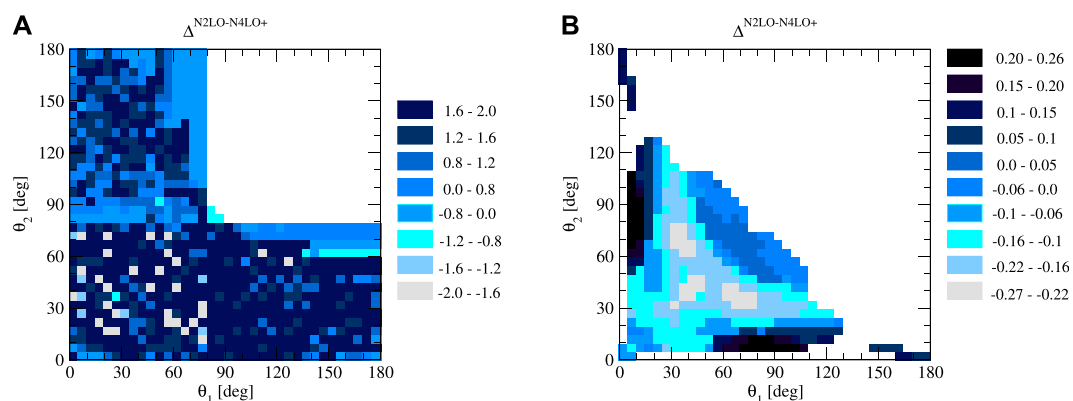 A
Δ^N2LO-N4LO+
180
150
120
90
60
30
0
θ2 [deg]
0 30 60 90 120 150 180
θ1 [deg]
1.6 - 2.0
1.2 - 1.6
0.8 - 1.2
0.0 - 0.8
-0.8 - 0.0
-1.2 - -0.8
-1.6 - -1.2
-2.0 - -1.6
B
Δ^N2LO-N4LO+
180
150
120
90
60
30
0
θ2 [deg]
0 30 60 90 120 150 180
θ1 [deg]
0.20 - 0.26
0.15 - 0.20
0.1 - 0.15
0.05 - 0.1
0.0 - 0.05
-0.06 - 0.0
-0.1 - -0.06
-0.16 - -0.1
-0.22 - -0.16
-0.27 - -0.22